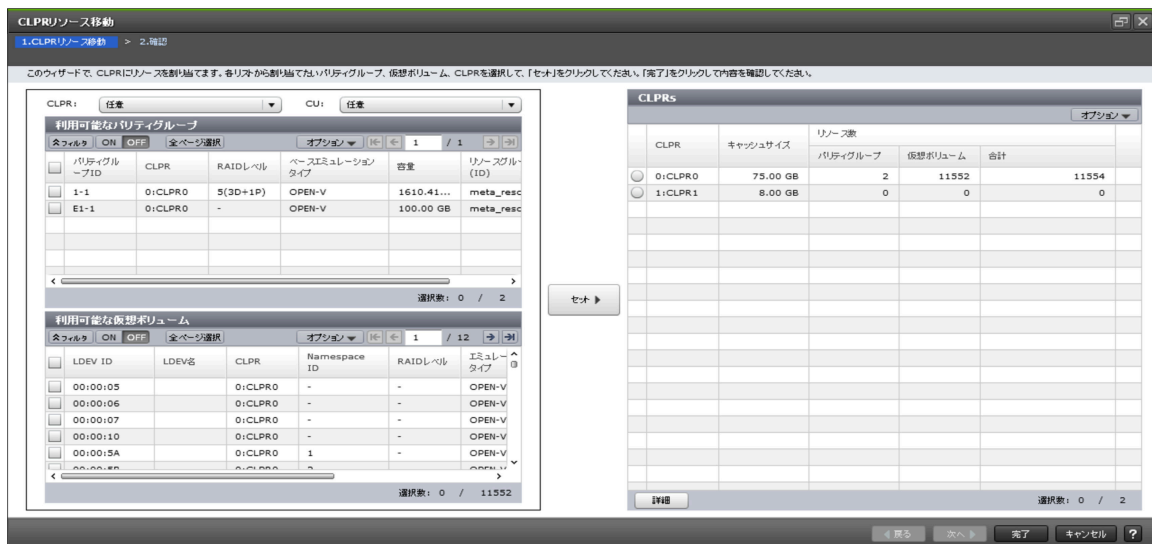 CLPRリソース移動
1.CLPRリソース移動 > 2.確認
このウィザードで、CLPRにリソースを割り当てます。各リストから割り当てたいパリティグループ、仮想ボリューム、CLPRを選択して、「セット」をクリックしてください。「完了」をクリックして内容を確認してください。
CLPR: 任意 CU: 任意
利用可能なパリティグループ
フィルタ ON OFF 全ページ選択 オプション 1 / 1
パリティグループID CLPR RAIDレベル ベースエミュレーションタイプ 容量 リソースグル- (ID)
1-1 0:CLPR0 5(3D+1P) OPEN-V 1610.41... meta_resc
E1-1 0:CLPR0 - OPEN-V 100.00 GB meta_resc
選択数: 0 / 2
利用可能な仮想ボリューム
フィルタ ON OFF 全ページ選択 オプション 1 / 12
LDEV ID LDEV名 CLPR Namespace ID RAIDレベル エミュレー タイプ
00:00:05 0:CLPR0 - - OPEN-V
00:00:06 0:CLPR0 - - OPEN-V
00:00:07 0:CLPR0 - - OPEN-V
00:00:10 0:CLPR0 - - OPEN-V
00:00:5A 0:CLPR0 1 - OPEN-V
選択数: 0 / 11552
セット
CLPRs
オプション
CLPR キャッシュサイズ リソース数
パリティグループ 仮想ボリューム 合計
0:CLPR0 75.00 GB 2 11552 11554
1:CLPR1 8.00 GB 0 0 0
詳細 選択数: 0 / 2
戻る 次へ 完了 キャンセル ?